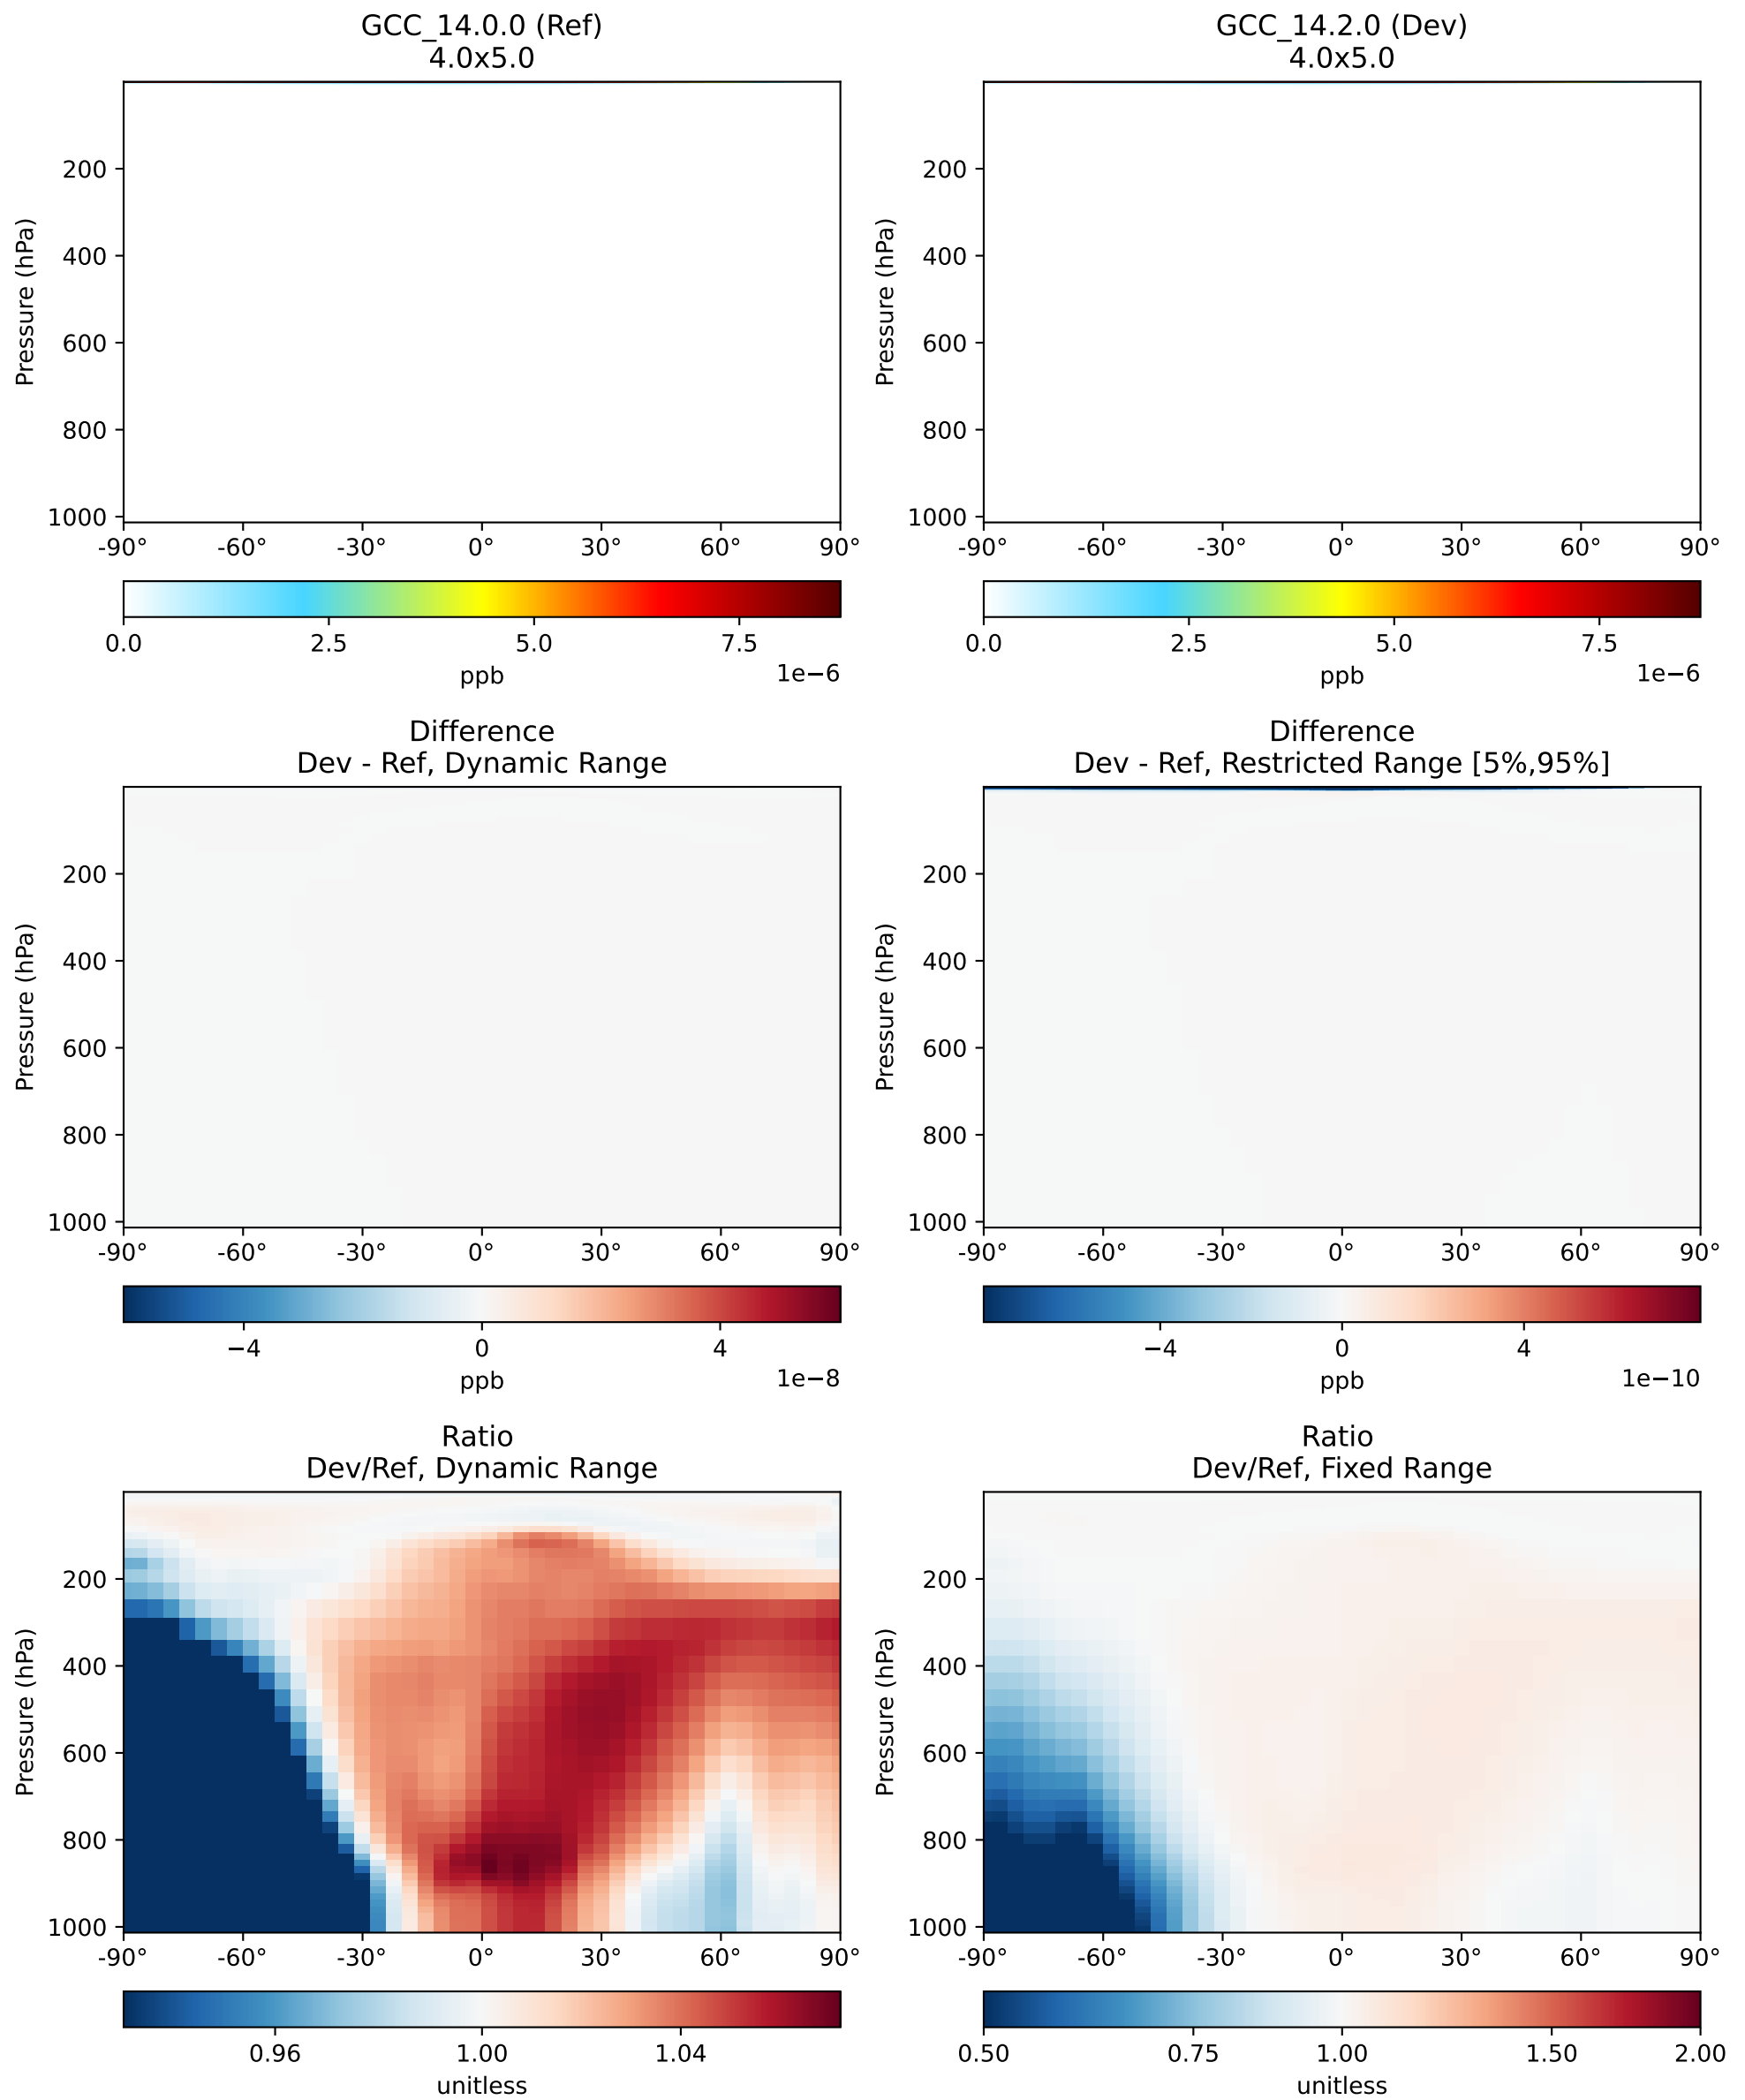 GCC_14.0.0 (Ref)
4.0x5.0
Pressure (hPa)
200
400
600
800
1000
-90° -60° -30° 0° 30° 60° 90°
0.0 2.5 5.0 7.5
ppb
1e−6
GCC_14.2.0 (Dev)
4.0x5.0
Pressure (hPa)
200
400
600
800
1000
-90° -60° -30° 0° 30° 60° 90°
0.0 2.5 5.0 7.5
ppb
1e−6
Difference
Dev - Ref, Dynamic Range
Pressure (hPa)
200
400
600
800
1000
-90° -60° -30° 0° 30° 60° 90°
−4 0 4
ppb
1e−8
Difference
Dev - Ref, Restricted Range [5%,95%]
Pressure (hPa)
200
400
600
800
1000
-90° -60° -30° 0° 30° 60° 90°
−4 0 4
ppb
1e−10
Ratio
Dev/Ref, Dynamic Range
Pressure (hPa)
200
400
600
800
1000
-90° -60° -30° 0° 30° 60° 90°
0.96 1.00 1.04
unitless
Ratio
Dev/Ref, Fixed Range
Pressure (hPa)
200
400
600
800
1000
-90° -60° -30° 0° 30° 60° 90°
0.50 0.75 1.00 1.50 2.00
unitless